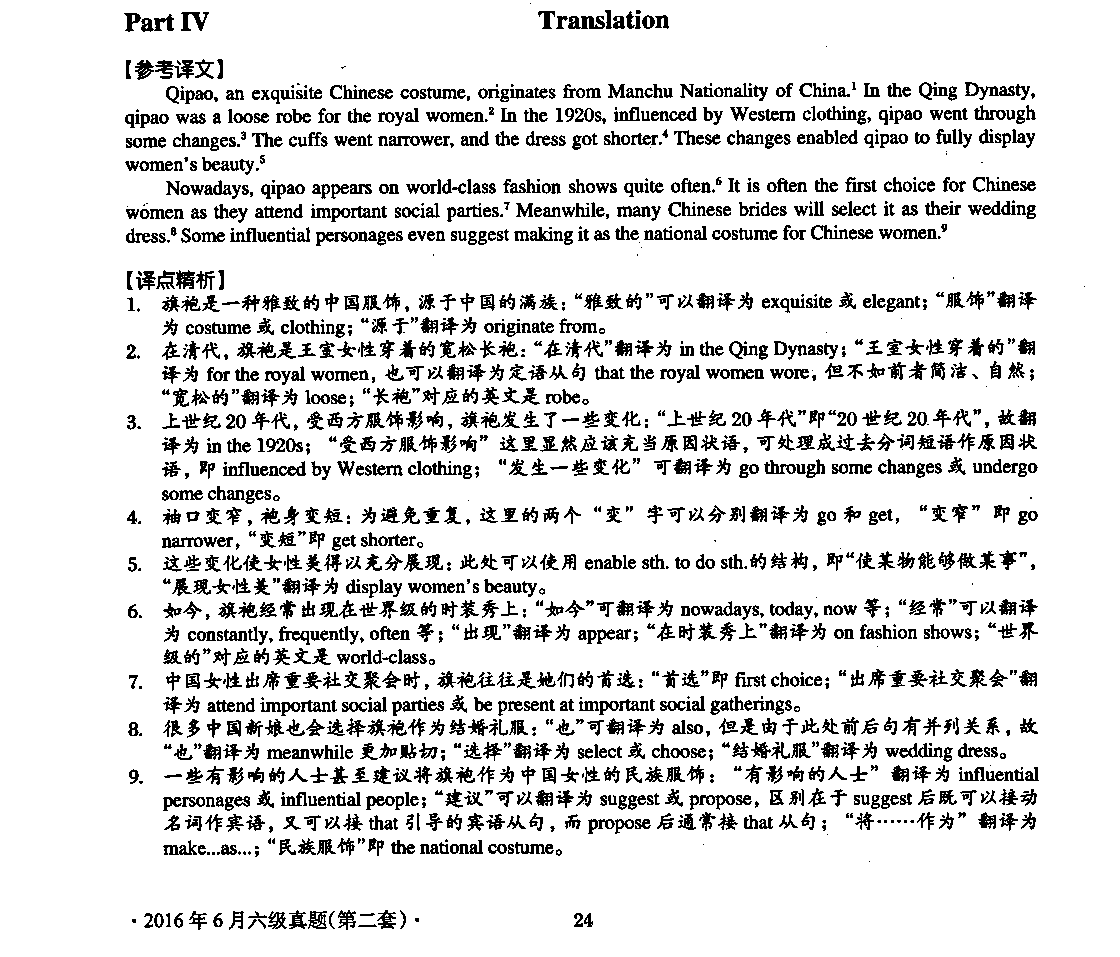 Part IV Translation
【参考译文】
Qipao, an exquisite Chinese costume, originates from Manchu Nationality of China.¹ In the Qing Dynasty,
qipao was a loose robe for the royal women.² In the 1920s, influenced by Western clothing, qipao went through
some changes.³ The cuffs went narrower, and the dress got shorter.⁴ These changes enabled qipao to fully display
women's beauty.⁵
Nowadays, qipao appears on world-class fashion shows quite often.⁶ It is often the first choice for Chinese
women as they attend important social parties.⁷ Meanwhile, many Chinese brides will select it as their wedding
dress.⁸ Some influential personages even suggest making it as the national costume for Chinese women.⁹
【译点精析】
1. 旗袍是一种雅致的中国服饰，源于中国的满族：“雅致的”可以翻译为 exquisite 或 elegant；“服饰”翻译
为 costume 或 clothing；“源于”翻译为 originate from。
2. 在清代，旗袍是王室女性穿着的宽松长袍：“在清代”翻译为 in the Qing Dynasty；“王室女性穿着的”翻
译为 for the royal women，也可以翻译为定语从句 that the royal women wore，但不如前者简洁、自然；
“宽松的”翻译为 loose；“长袍”对应的英文是 robe。
3. 上世纪 20 年代，受西方服饰影响，旗袍发生了一些变化：“上世纪 20 年代”即“20 世纪 20 年代”，故翻
译为 in the 1920s；“受西方服饰影响”这里显然应该充当原因状语，可处理成过去分词短语作原因状
语，即 influenced by Western clothing；“发生一些变化”可翻译为 go through some changes 或 undergo
some changes。
4. 袖口变窄，袍身变短：为避免重复，这里的两个“变”字可以分别翻译为 go 和 get，“变窄”即 go
narrower，“变短”即 get shorter。
5. 这些变化使女性美得以充分展现：此处可以使用 enable sth. to do sth.的结构，即“使某物能够做某事”，
“展现女性美”翻译为 display women's beauty。
6. 如今，旗袍经常出现在世界级的时装秀上：“如今”可翻译为 nowadays, today, now 等；“经常”可以翻译
为 constantly, frequently, often 等；“出现”翻译为 appear；“在时装秀上”翻译为 on fashion shows；“世界
级的”对应的英文是 world-class。
7. 中国女性出席重要社交聚会时，旗袍往往是她们的首选：“首选”即 first choice；“出席重要社交聚会”翻
译为 attend important social parties 或 be present at important social gatherings。
8. 很多中国新娘也会选择旗袍作为结婚礼服：“也”可翻译为 also，但是由于此处前后句有并列关系，故
“也”翻译为 meanwhile 更加贴切；“选择”翻译为 select 或 choose；“结婚礼服”翻译为 wedding dress。
9. 一些有影响的人士甚至建议将旗袍作为中国女性的民族服饰：“有影响的人士”翻译为 influential
personages 或 influential people；“建议”可以翻译为 suggest 或 propose，区别在于 suggest 后既可以接动
名词作宾语，又可以接 that 引导的宾语从句，而 propose 后通常接 that 从句；“将……作为”翻译为
make...as...；“民族服饰”即 the national costume。
·2016 年 6 月六级真题(第二套)· 24